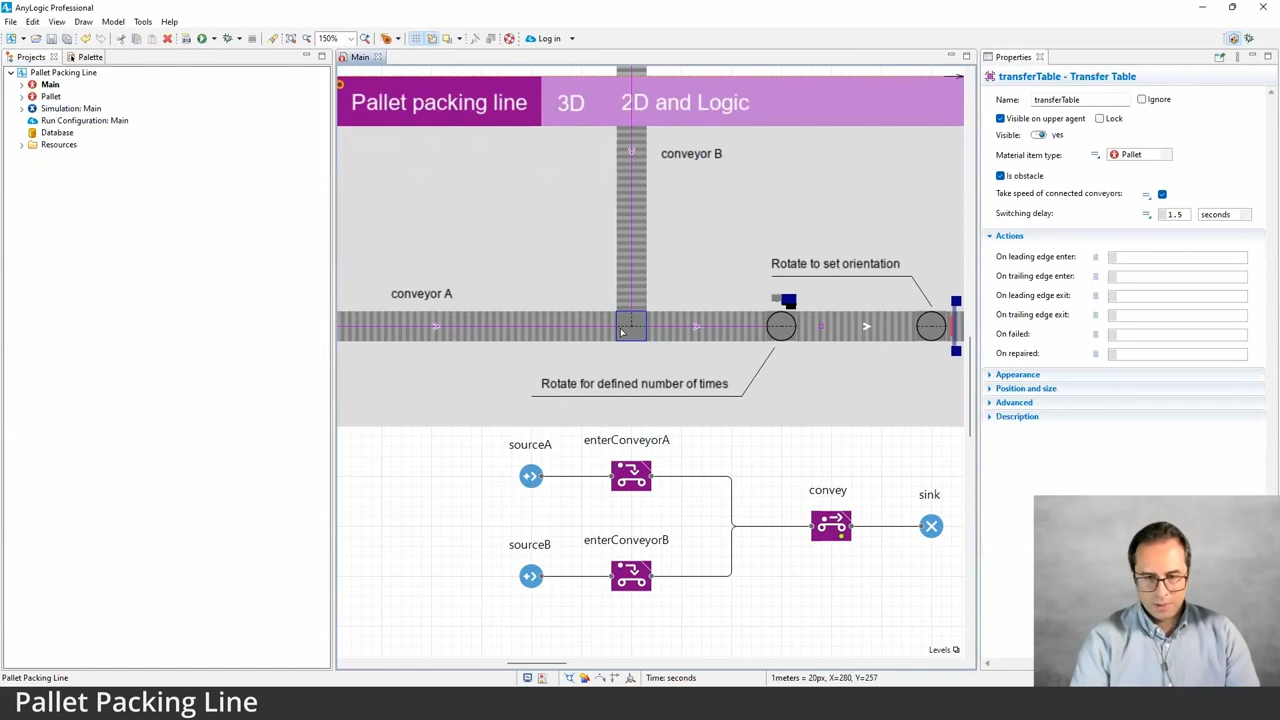 AnyLogic Professional
File Edit View Draw Model Tools Help
150%
Log in
Projects
Palette
Main
Properties
Pallet Packing Line
Main
Pallet
Simulation: Main
Run Configuration: Main
Database
Resources
Pallet packing line
3D
2D and Logic
conveyor B
Rotate to set orientation
conveyor A
Rotate for defined number of times
sourceA
enterConveyorA
convey
sink
sourceB
enterConveyorB
Levels
transferTable - Transfer Table
Name: transferTable Ignore
Visible on upper agent Lock
Visible: yes
Material item type: Pallet
Is obstacle
Take speed of connected conveyors:
Switching delay: 1.5 seconds
Actions
On leading edge enter:
On trailing edge enter:
On leading edge exit:
On trailing edge exit:
On failed:
On repaired:
Appearance
Position and size
Advanced
Description
Pallet Packing Line
Time: seconds
1meters = 20px, X=280, Y=257
Pallet Packing Line